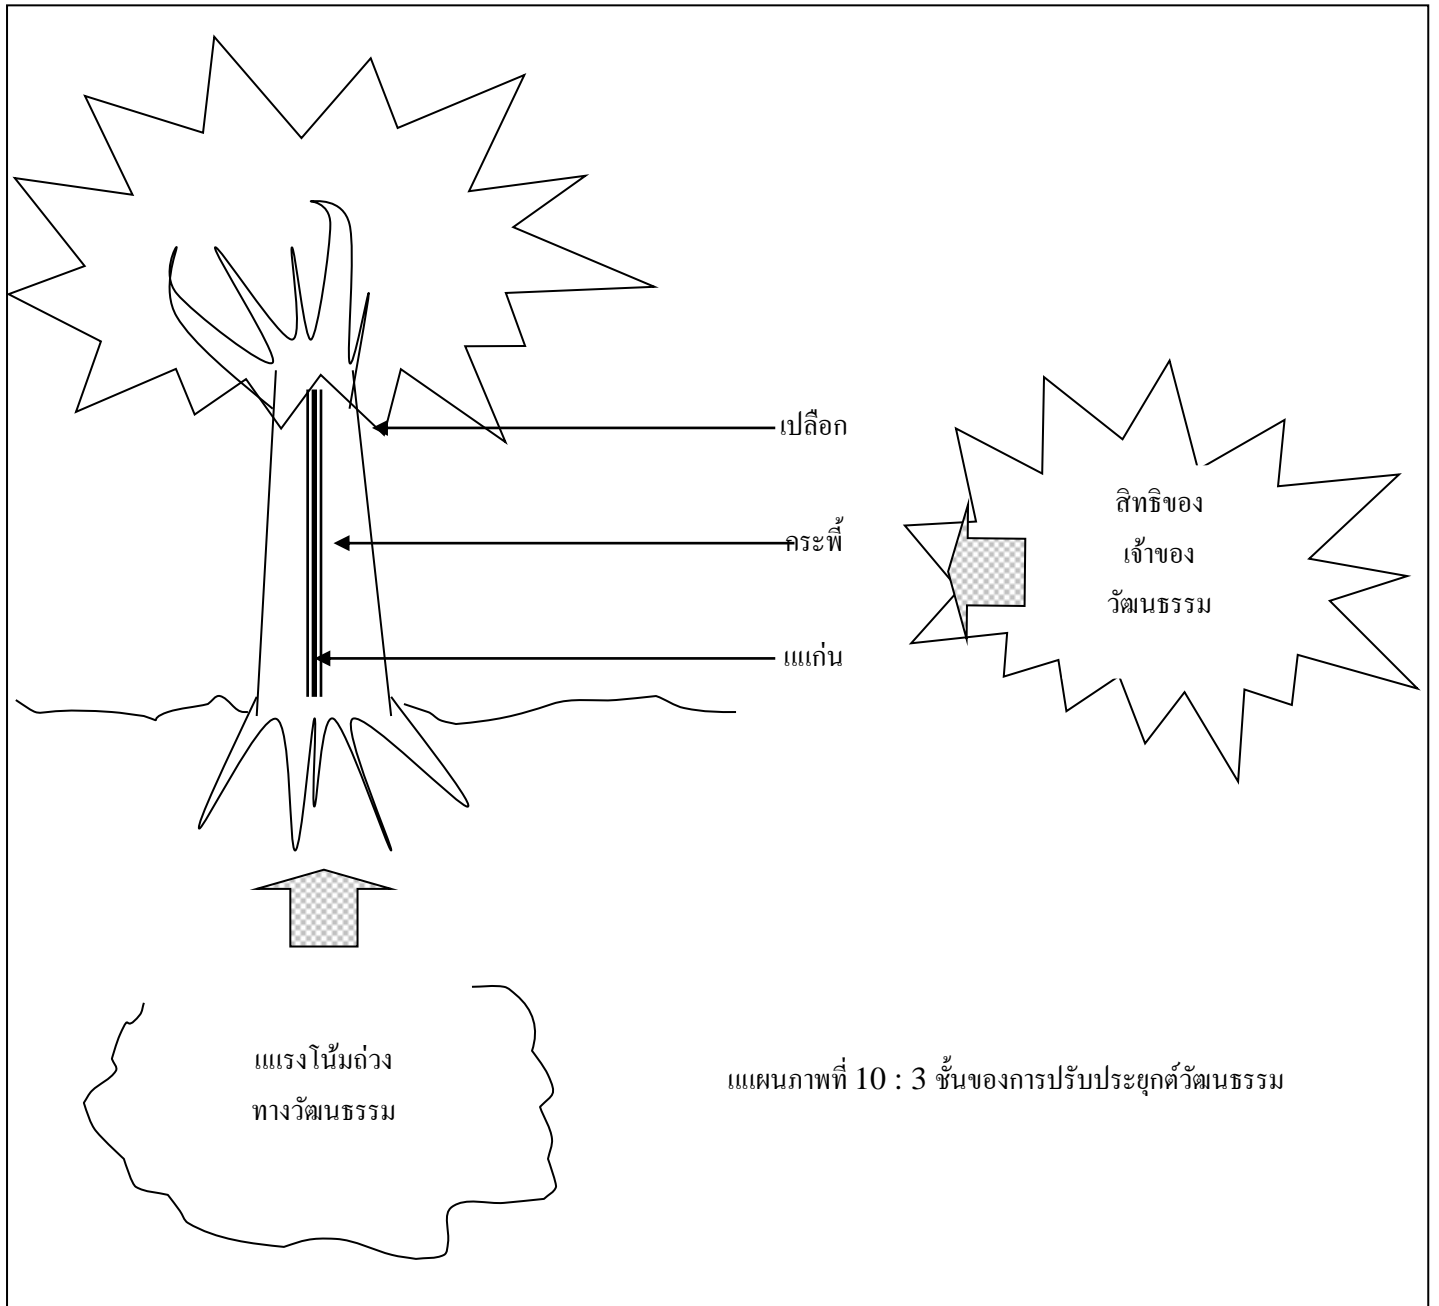 เปลือก
สิทธิของ
เจ้าของ
วัฒนธรรม
กระพี้
แก่น
แรงโน้มถ่วง
ทางวัฒนธรรม
แผนภาพที่ 10 : 3 ชั้นของการปรับประยุกต์วัฒนธรรม